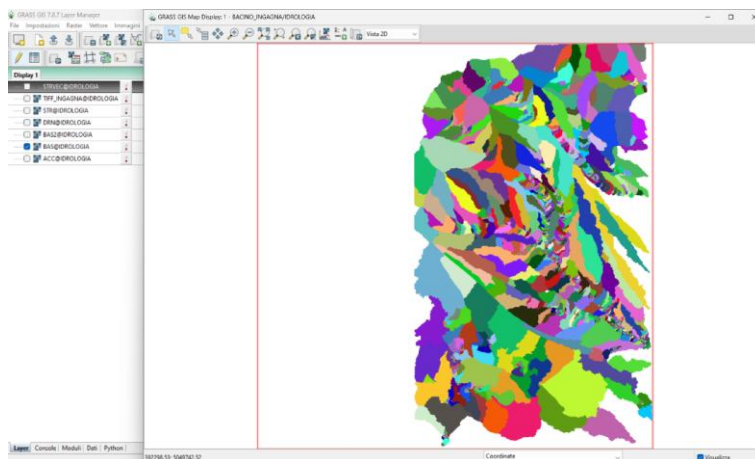 GRASS GIS 7.8.7 Layer Manager
File Impostazioni Raster Vettore Immagini
Display 1
STRVEC@IDROLOGIA
TIFF_INGAGNA@IDROLOGIA
STR@IDROLOGIA
DRN@IDROLOGIA
BAS2@IDROLOGIA
BAS@IDROLOGIA
ACC@IDROLOGIA
Layer Console Moduli Dati Python
GRASS GIS Map Display: 1 - BACINO_INGAGNA/IDROLOGIA
Vista 2D
Coordinate
Visualizza